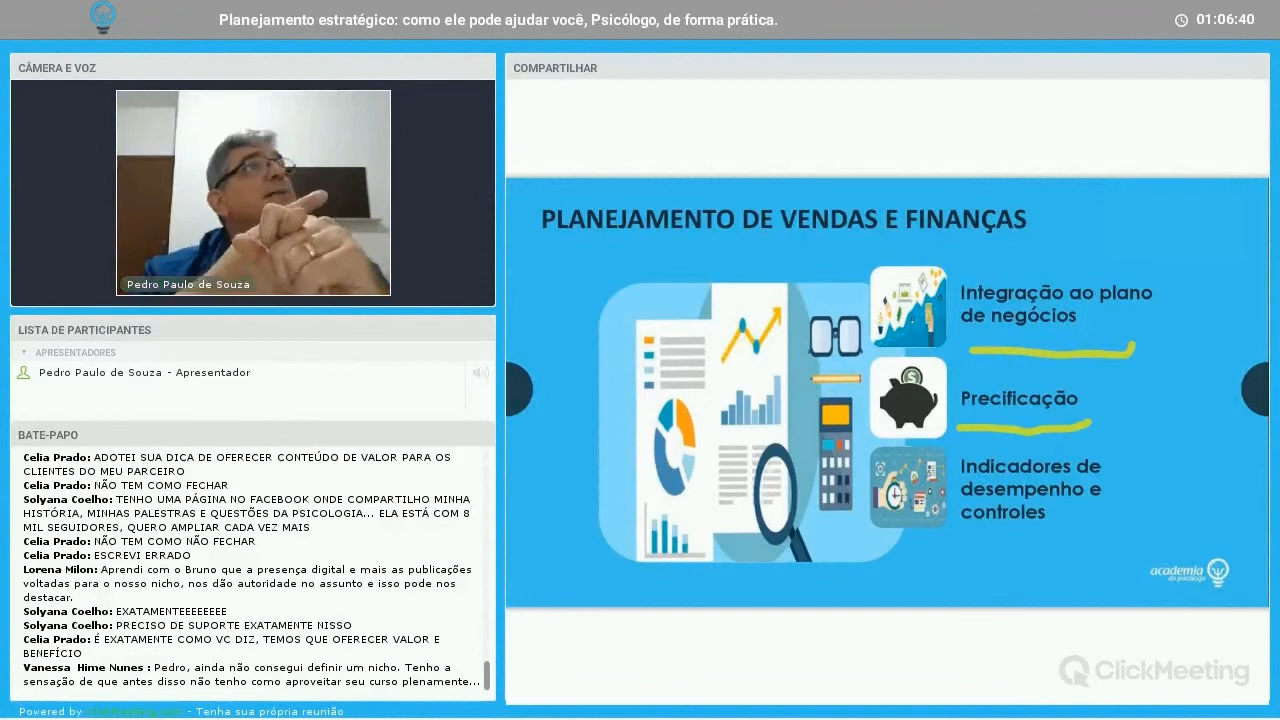 Planejamento estratégico: como ele pode ajudar você, Psicólogo, de forma prática.
01:06:40
CÂMERA E VOZ
Pedro Paulo de Souza
LISTA DE PARTICIPANTES
APRESENTADORES
Pedro Paulo de Souza - Apresentador
BATE-PAPO
Celia Prado: ADOTEI SUA DICA DE OFERECER CONTEÚDO DE VALOR PARA OS
CLIENTES DO MEU PARCEIRO
Celia Prado: NÃO TEM COMO FECHAR
Solyana Coelho: TENHO UMA PÁGINA NO FACEBOOK ONDE COMPARTILHO MINHA
HISTÓRIA, MINHAS PALESTRAS E QUESTÕES DA PSICOLOGIA... ELA ESTÁ COM 8
MIL SEGUIDORES, QUERO AMPLIAR CADA VEZ MAIS
Celia Prado: NÃO TEM COMO NÃO FECHAR
Celia Prado: ESCREVI ERRADO
Lorena Milon: Aprendi com o Bruno que a presença digital e mais as publicações
voltadas para o nosso nicho, nos dão autoridade no assunto e isso pode nos
destacar.
Solyana Coelho: EXATAMENTEEEEEEEE
Solyana Coelho: PRECISO DE SUPORTE EXATAMENTE NISSO
Celia Prado: É EXATAMENTE COMO VC DIZ, TEMOS QUE OFERECER VALOR E
BENEFÍCIO
Vanessa Hime Nunes : Pedro, ainda não consegui definir um nicho. Tenho a
sensação de que antes disso não tenho como aproveitar seu curso plenamente...
Powered by - Tenha sua própria reunião
COMPARTILHAR
PLANEJAMENTO DE VENDAS E FINANÇAS
Integração ao plano
de negócios
Precificação
Indicadores de
desempenho e
controles
academia
do psicólogo
ClickMeeting